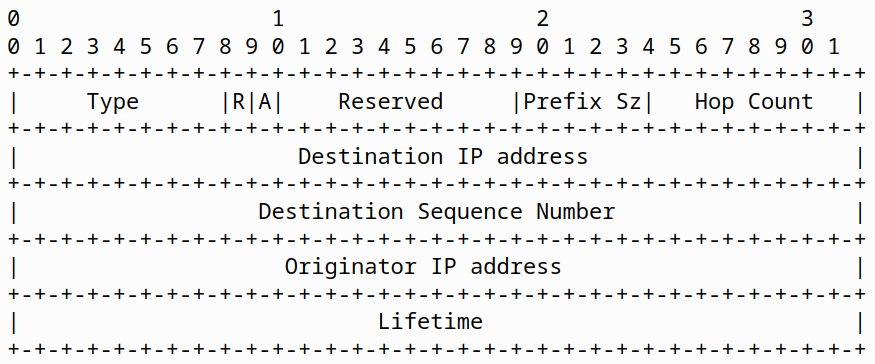 0                   1                   2                   3
0 1 2 3 4 5 6 7 8 9 0 1 2 3 4 5 6 7 8 9 0 1 2 3 4 5 6 7 8 9 0 1
+-+-+-+-+-+-+-+-+-+-+-+-+-+-+-+-+-+-+-+-+-+-+-+-+-+-+-+-+-+-+-+-+
|     Type      |R|A|    Reserved     |Prefix Sz|   Hop Count   |
+-+-+-+-+-+-+-+-+-+-+-+-+-+-+-+-+-+-+-+-+-+-+-+-+-+-+-+-+-+-+-+-+
|                     Destination IP address                    |
+-+-+-+-+-+-+-+-+-+-+-+-+-+-+-+-+-+-+-+-+-+-+-+-+-+-+-+-+-+-+-+-+
|                  Destination Sequence Number                  |
+-+-+-+-+-+-+-+-+-+-+-+-+-+-+-+-+-+-+-+-+-+-+-+-+-+-+-+-+-+-+-+-+
|                    Originator IP address                      |
+-+-+-+-+-+-+-+-+-+-+-+-+-+-+-+-+-+-+-+-+-+-+-+-+-+-+-+-+-+-+-+-+
|                           Lifetime                            |
+-+-+-+-+-+-+-+-+-+-+-+-+-+-+-+-+-+-+-+-+-+-+-+-+-+-+-+-+-+-+-+-+